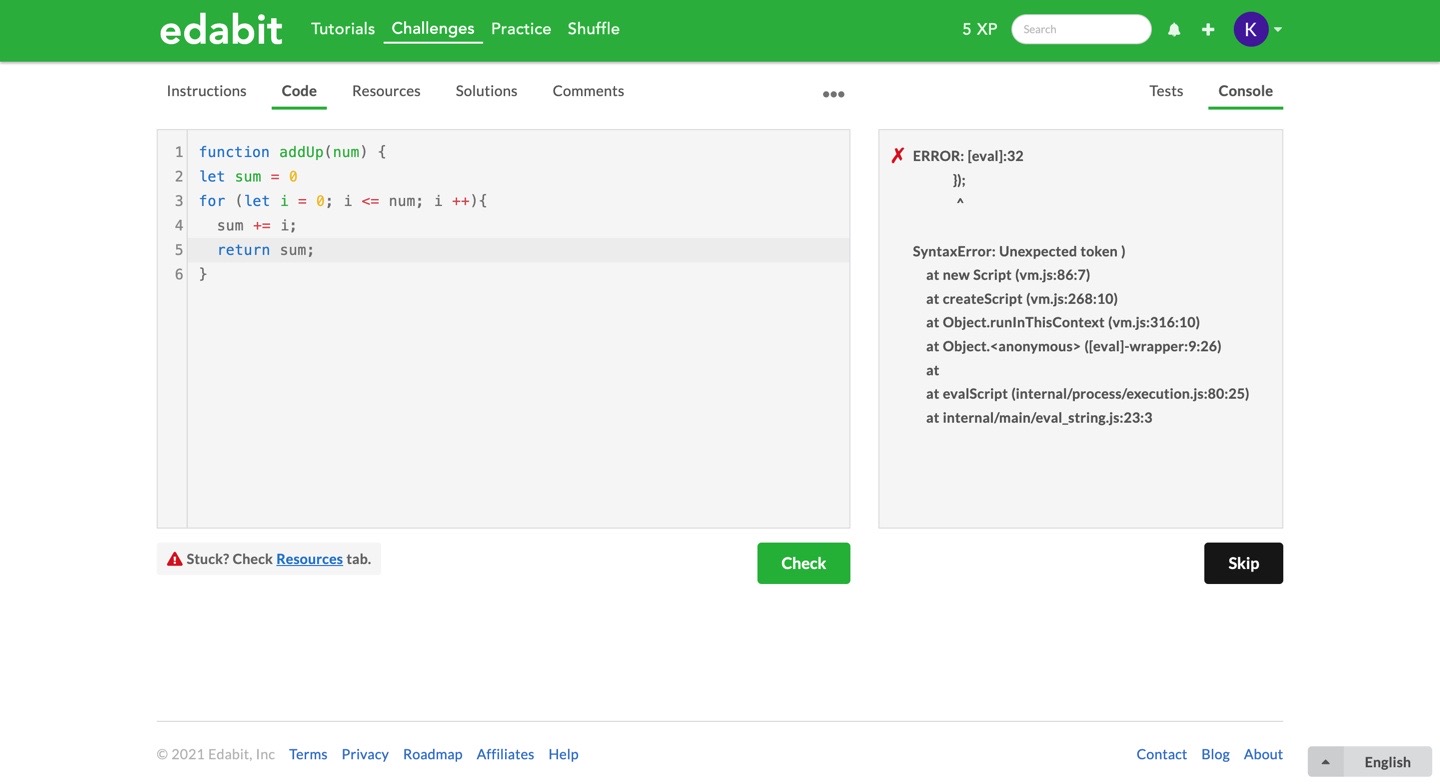 edabit Tutorials Challenges Practice Shuffle 5 XP Search K
Instructions Code Resources Solutions Comments ••• Tests Console
1 function addUp(num) {
2 let sum = 0
3 for (let i = 0; i <= num; i ++){
4   sum += i;
5   return sum;
6 }
✗ ERROR: [eval]:32
});
^
SyntaxError: Unexpected token )
at new Script (vm.js:86:7)
at createScript (vm.js:268:10)
at Object.runInThisContext (vm.js:316:10)
at Object.<anonymous> ([eval]-wrapper:9:26)
at
at evalScript (internal/process/execution.js:80:25)
at internal/main/eval_string.js:23:3
Stuck? Check Resources tab.
Check
Skip
© 2021 Edabit, Inc Terms Privacy Roadmap Affiliates Help Contact Blog About
English